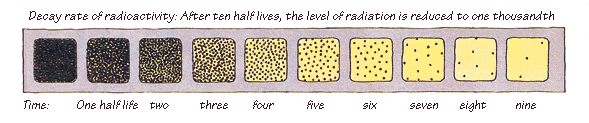 Decay rate of radioactivity: After ten half lives, the level of radiation is reduced to one thousandth
Time: One half life two three four five six seven eight nine